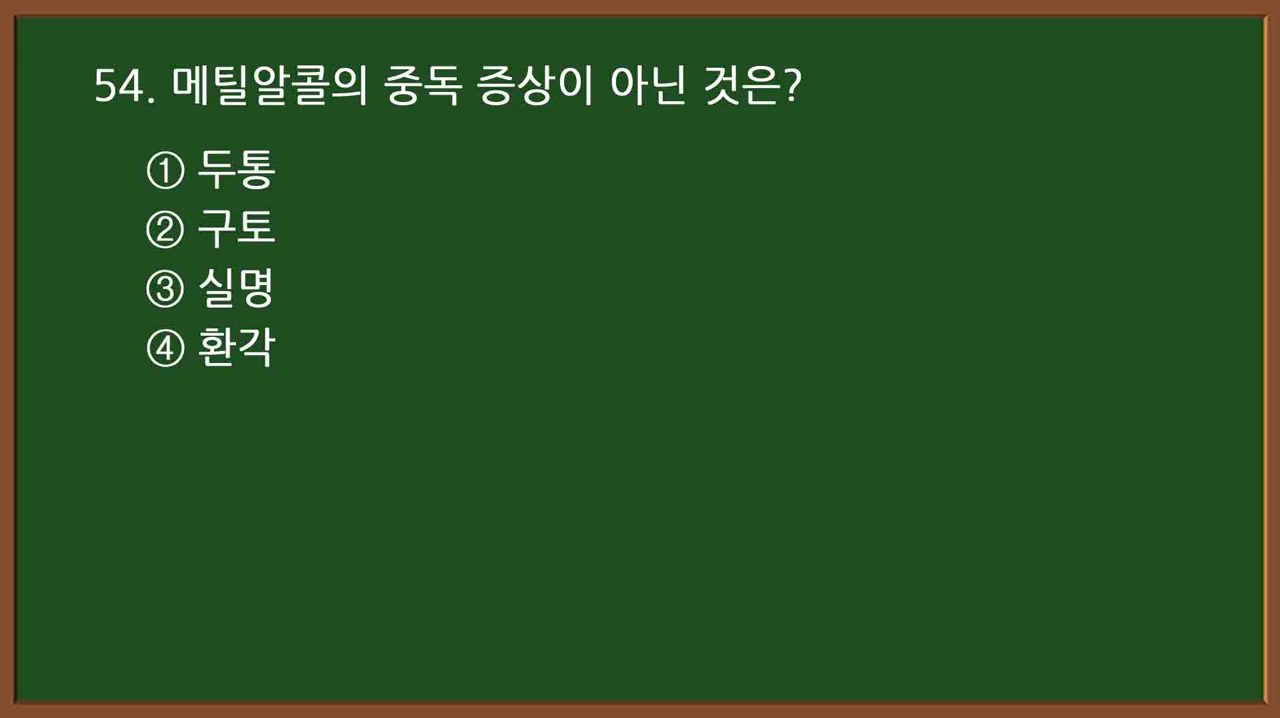 54. 메틸알콜의 중독 증상이 아닌 것은?
① 두통
② 구토
③ 실명
④ 환각